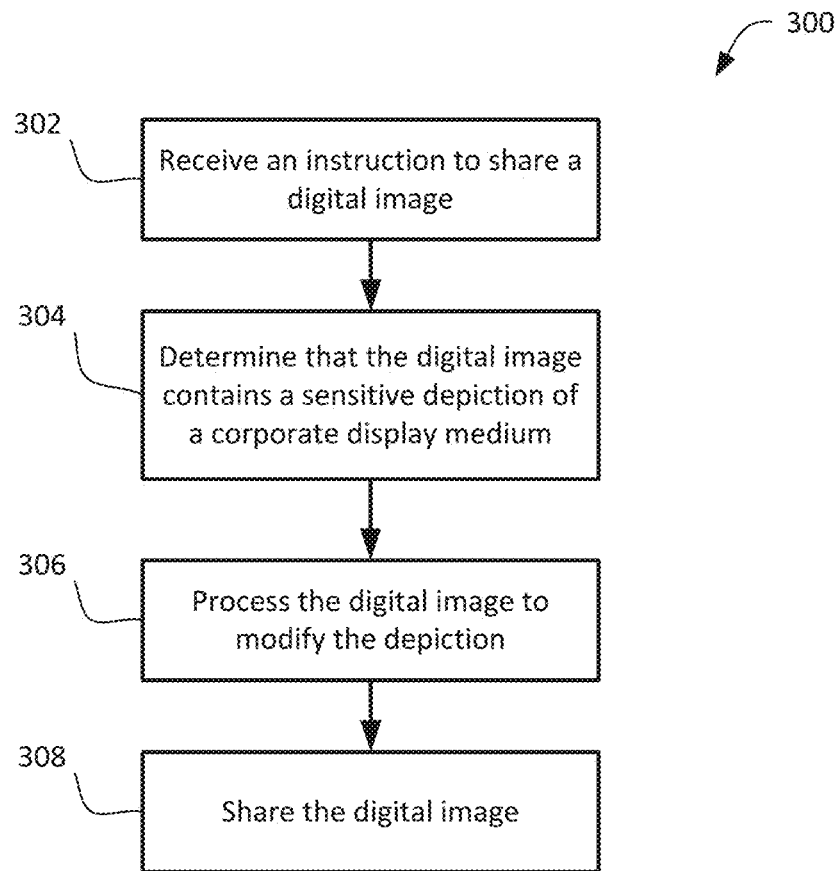 300
302
Receive an instruction to share a
digital image
304
Determine that the digital image
contains a sensitive depiction of
a corporate display medium
306
Process the digital image to
modify the depiction
308
Share the digital image